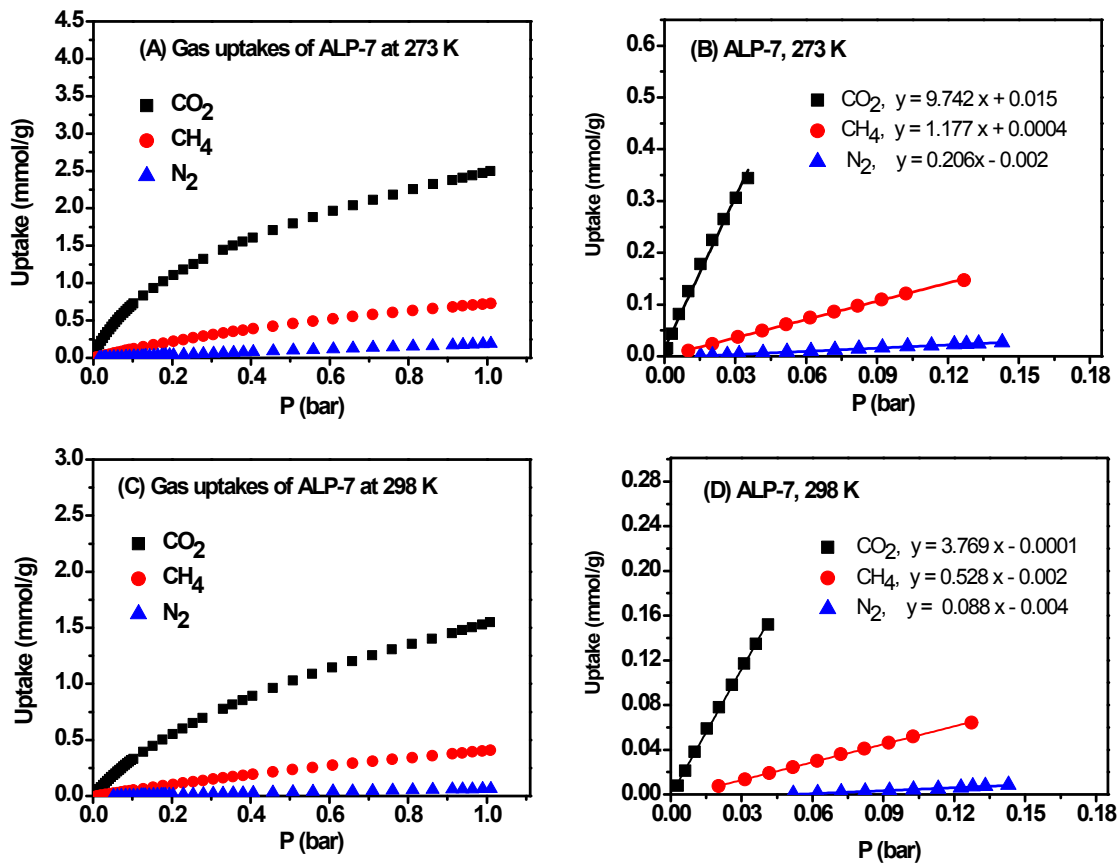 (A) Gas uptakes of ALP-7 at 273 K
CO2
CH4
N2
4.5
4.0
3.5
3.0
2.5
2.0
1.5
1.0
0.5
0.0
Uptake (mmol/g)
0.0 0.2 0.4 0.6 0.8 1.0
P (bar)
(B) ALP-7, 273 K
CO2, y = 9.742 x + 0.015
CH4, y = 1.177 x + 0.0004
N2, y = 0.206x - 0.002
0.6
0.5
0.4
0.3
0.2
0.1
0.0
Uptake (mmol/g)
0.00 0.03 0.06 0.09 0.12 0.15 0.18
P (bar)
(C) Gas uptakes of ALP-7 at 298 K
CO2
CH4
N2
3.0
2.5
2.0
1.5
1.0
0.5
0.0
Uptake (mmol/g)
0.0 0.2 0.4 0.6 0.8 1.0
P (bar)
(D) ALP-7, 298 K
CO2, y = 3.769 x - 0.0001
CH4, y = 0.528 x - 0.002
N2, y = 0.088 x - 0.004
0.28
0.24
0.20
0.16
0.12
0.08
0.04
0.00
Uptake (mmol/g)
0.00 0.03 0.06 0.09 0.12 0.15 0.18
P (bar)